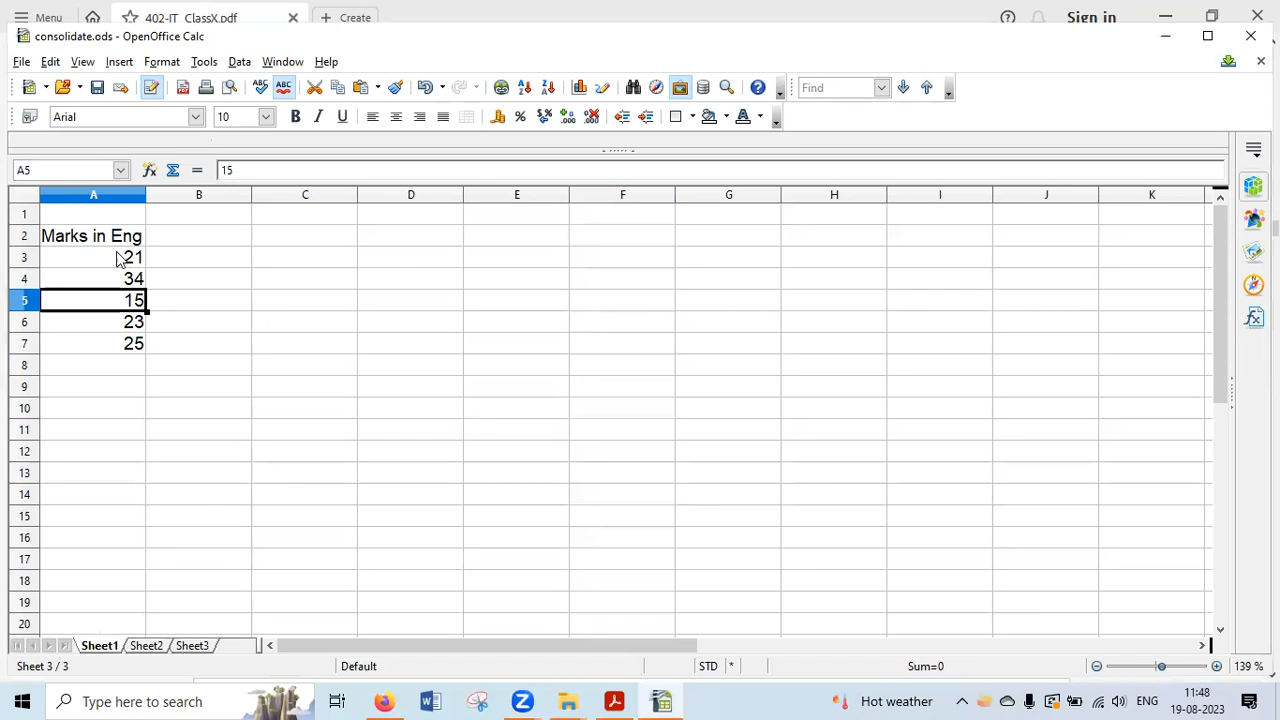 Menu
402-IT_ClassX.pdf
Create
Sign in
consolidate.ods - OpenOffice Calc
File Edit View Insert Format Tools Data Window Help
Find
Arial 10
A5 15
A B C D E F G H I J K
1
2 Marks in Eng
3 21
4 34
5 15
6 23
7 25
8
9
10
11
12
13
14
15
16
17
18
19
20
Sheet1 Sheet2 Sheet3
Sheet 3 / 3 Default STD * Sum=0 139 %
Type here to search
Hot weather
ENG
11:48
19-08-2023